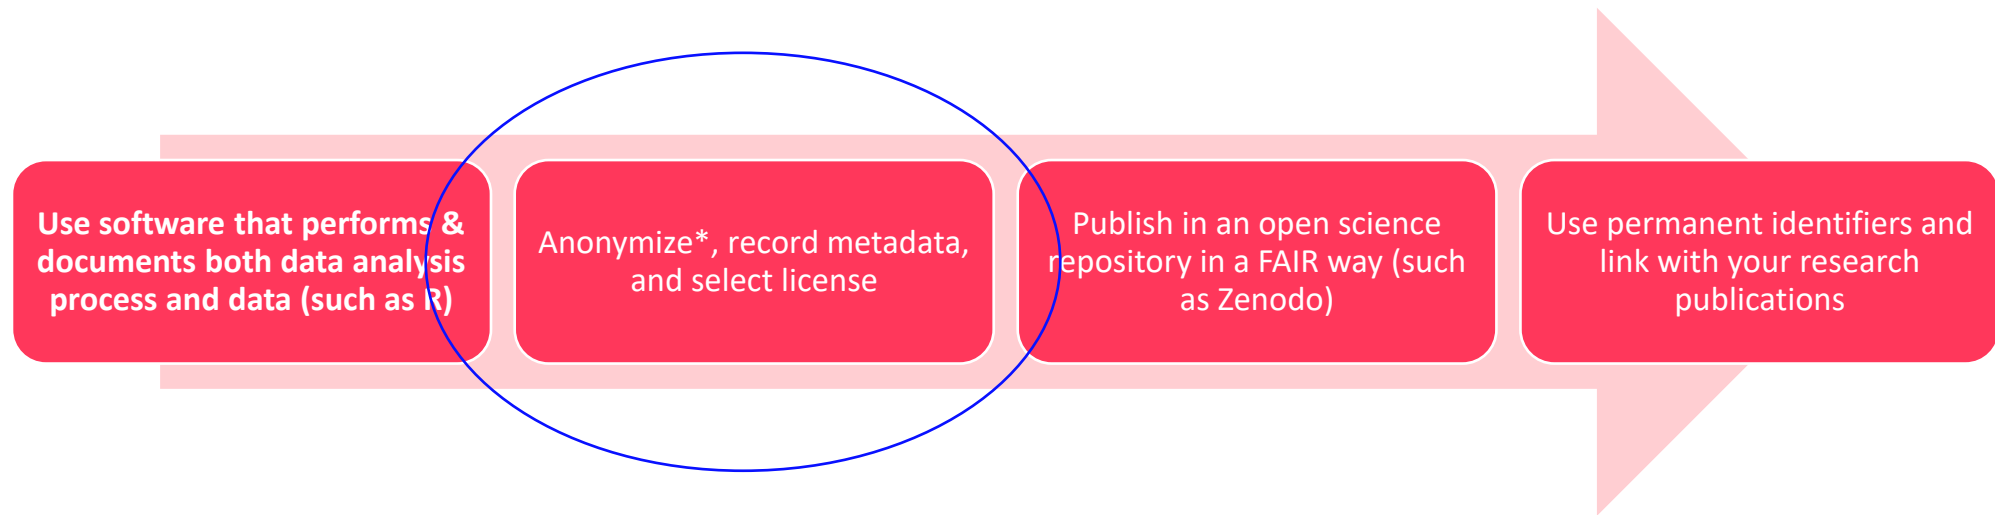 Use software that performs &
documents both data analysis
process and data (such as R)
Anonymize*, record metadata,
and select license
Publish in an open science
repository in a FAIR way (such
as Zenodo)
Use permanent identifiers and
link with your research
publications